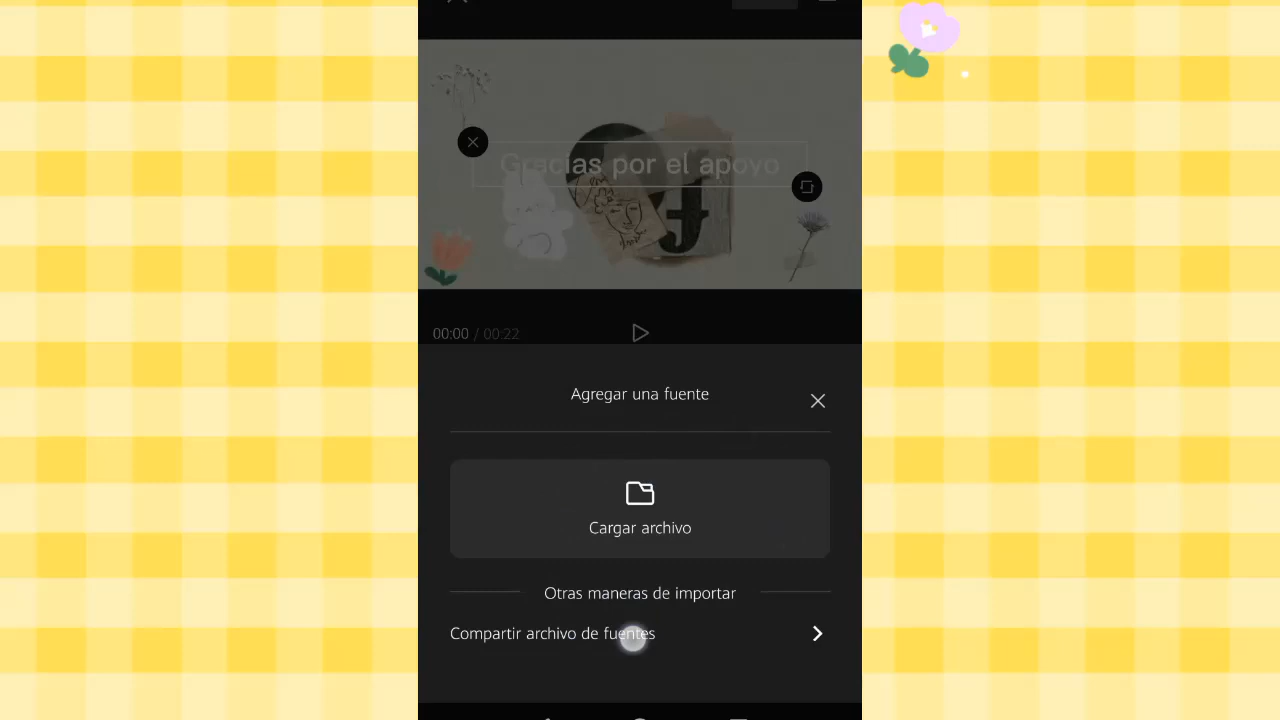 Gracias por el apoyo
00:00 / 00:22
Agregar una fuente
Cargar archivo
Otras maneras de importar
Compartir archivo de fuentes